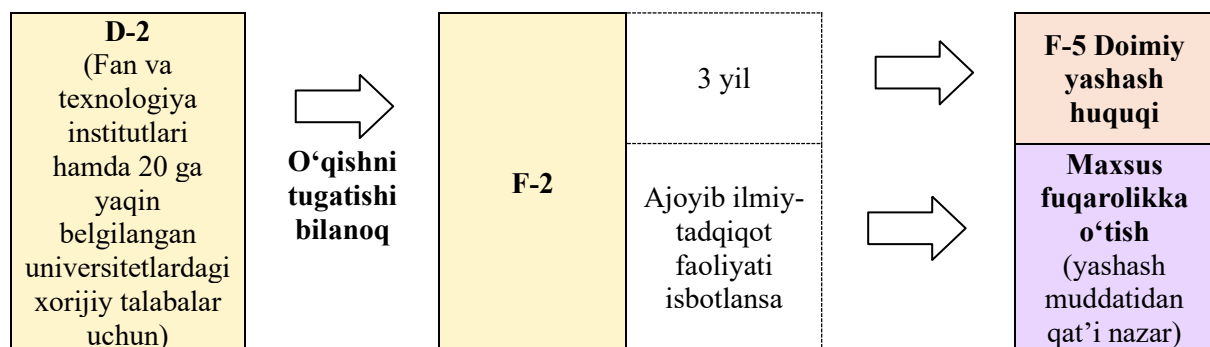 D-2
(Fan va
texnologiya
institutlari
hamda 20 ga
yaqin
belgilangan
universitetlardagi
xorijiy talabalar
uchun)
O‘qishni
tugatishi
bilanoq
F-2
3 yil
Ajoyib ilmiy-
tadqiqot
faoliyati
isbotlansa
F-5 Doimiy
yashash
huquqi
Maxsus
fuqarolikka
o‘tish
(yashash
muddatidan
qat’i nazar)